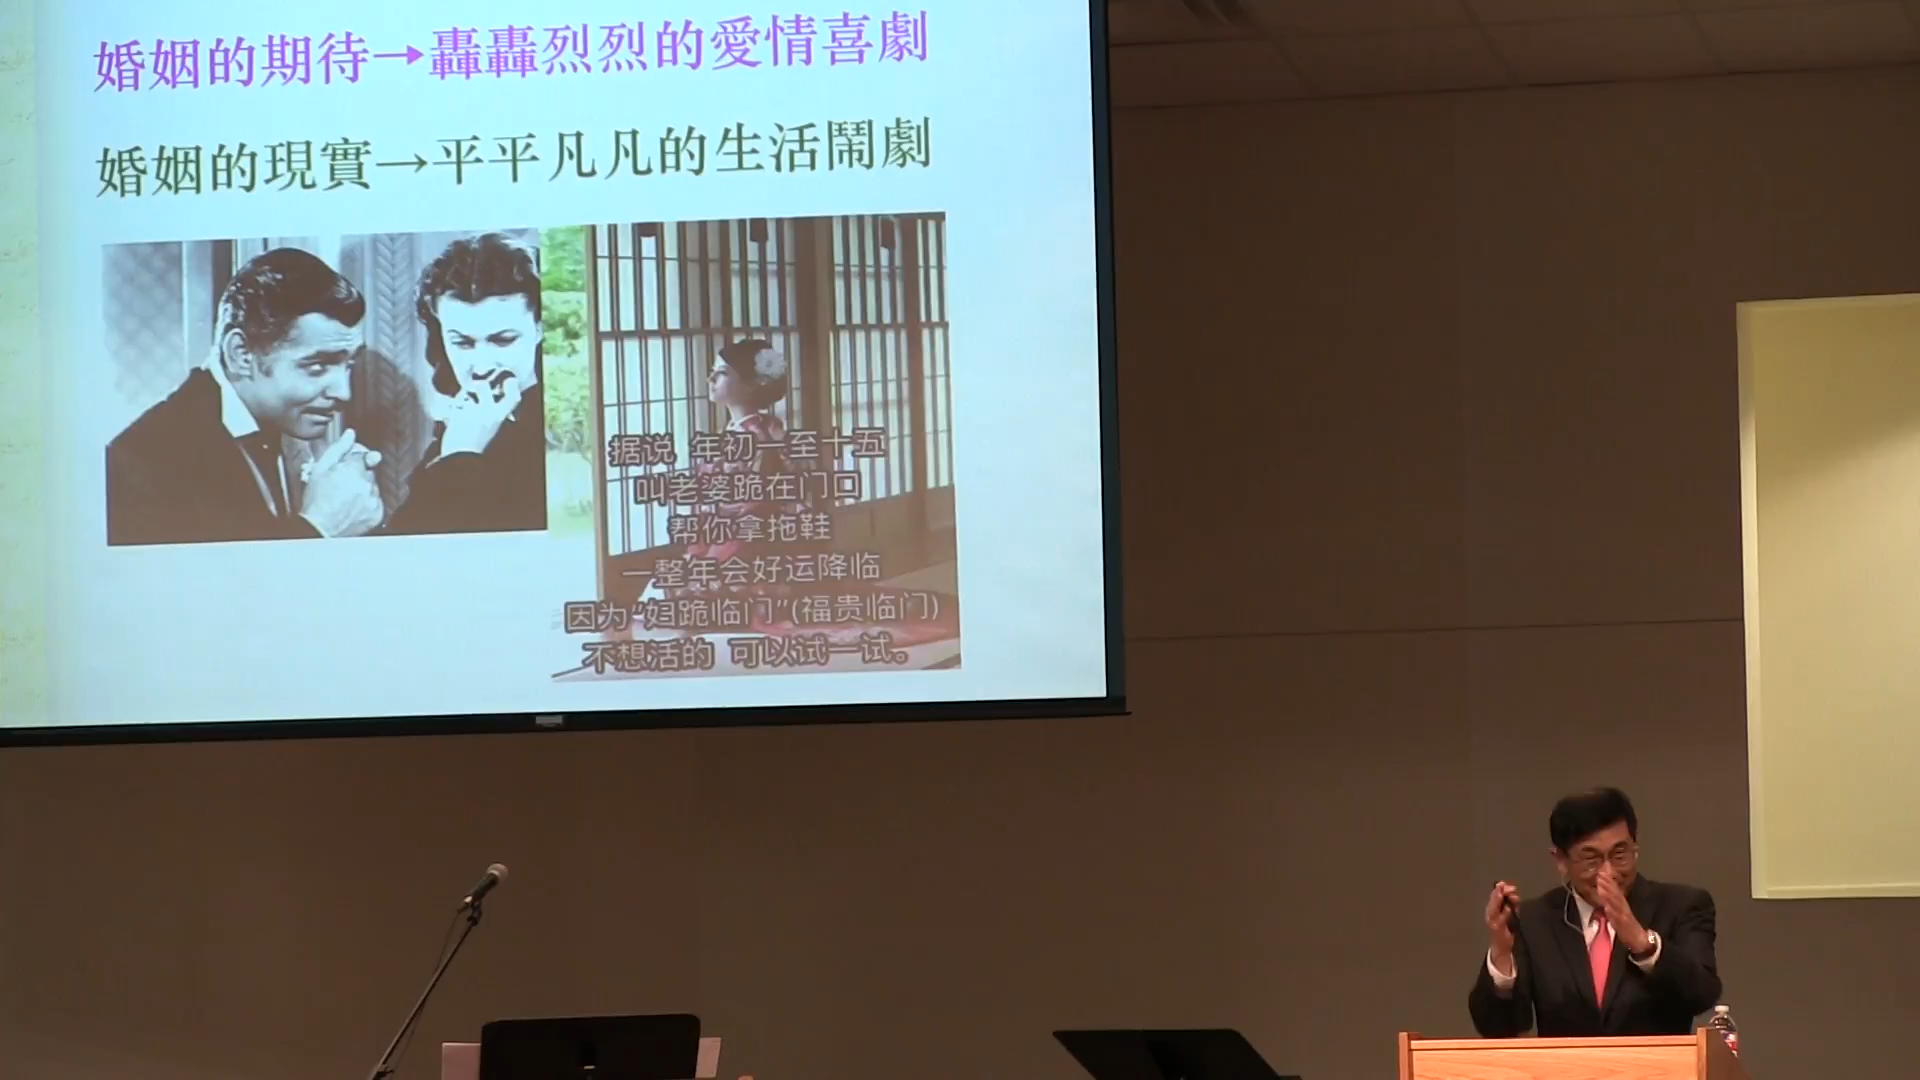 婚姻的期待→轟轟烈烈的愛情喜劇
婚姻的現實→平平凡凡的生活鬧劇
据说 年初一至十五
叫老婆跪在门口
帮你拿拖鞋
一整年会好运降临
因为“妇跪临门”(福贵临门)
不想活的 可以试一试。